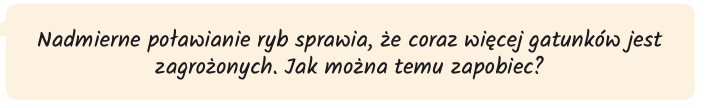 Nadmierne poławianie ryb sprawia, że coraz więcej gatunków jest
zagrożonych. Jak można temu zapobiec?